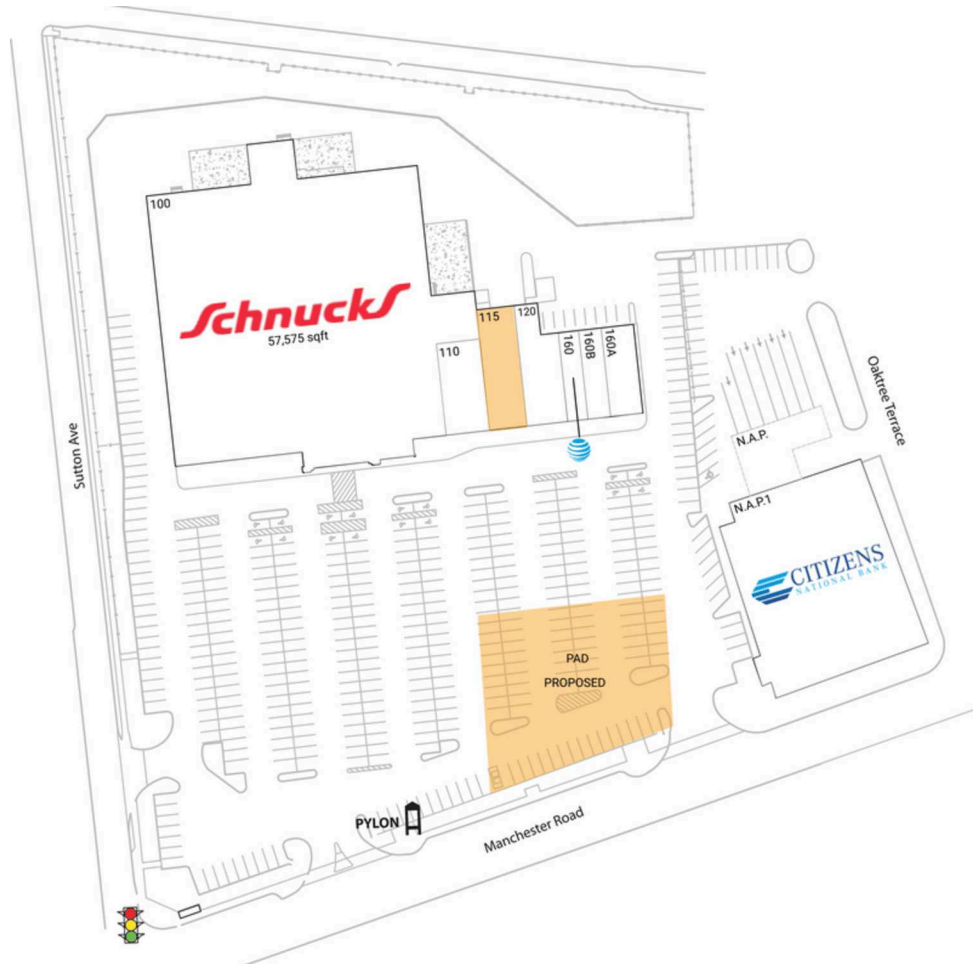 100
Schnucks
57,575 sqft
110
115
120
160
160B
160A
N.A.P.
N.A.P.1
CITIZENS
NATIONAL BANK
Oaktree Terrace
Sutton Ave
PAD
PROPOSED
PYLON
Manchester Road